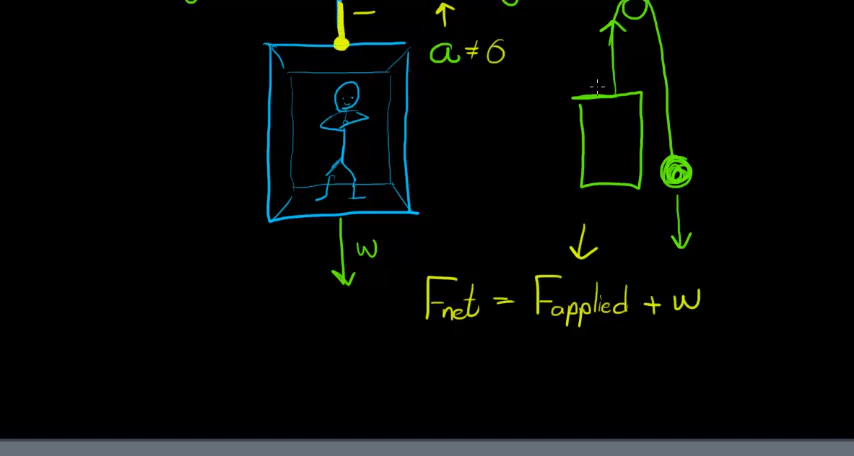 a ≠ 0
w
Fnet = Fapplied + w